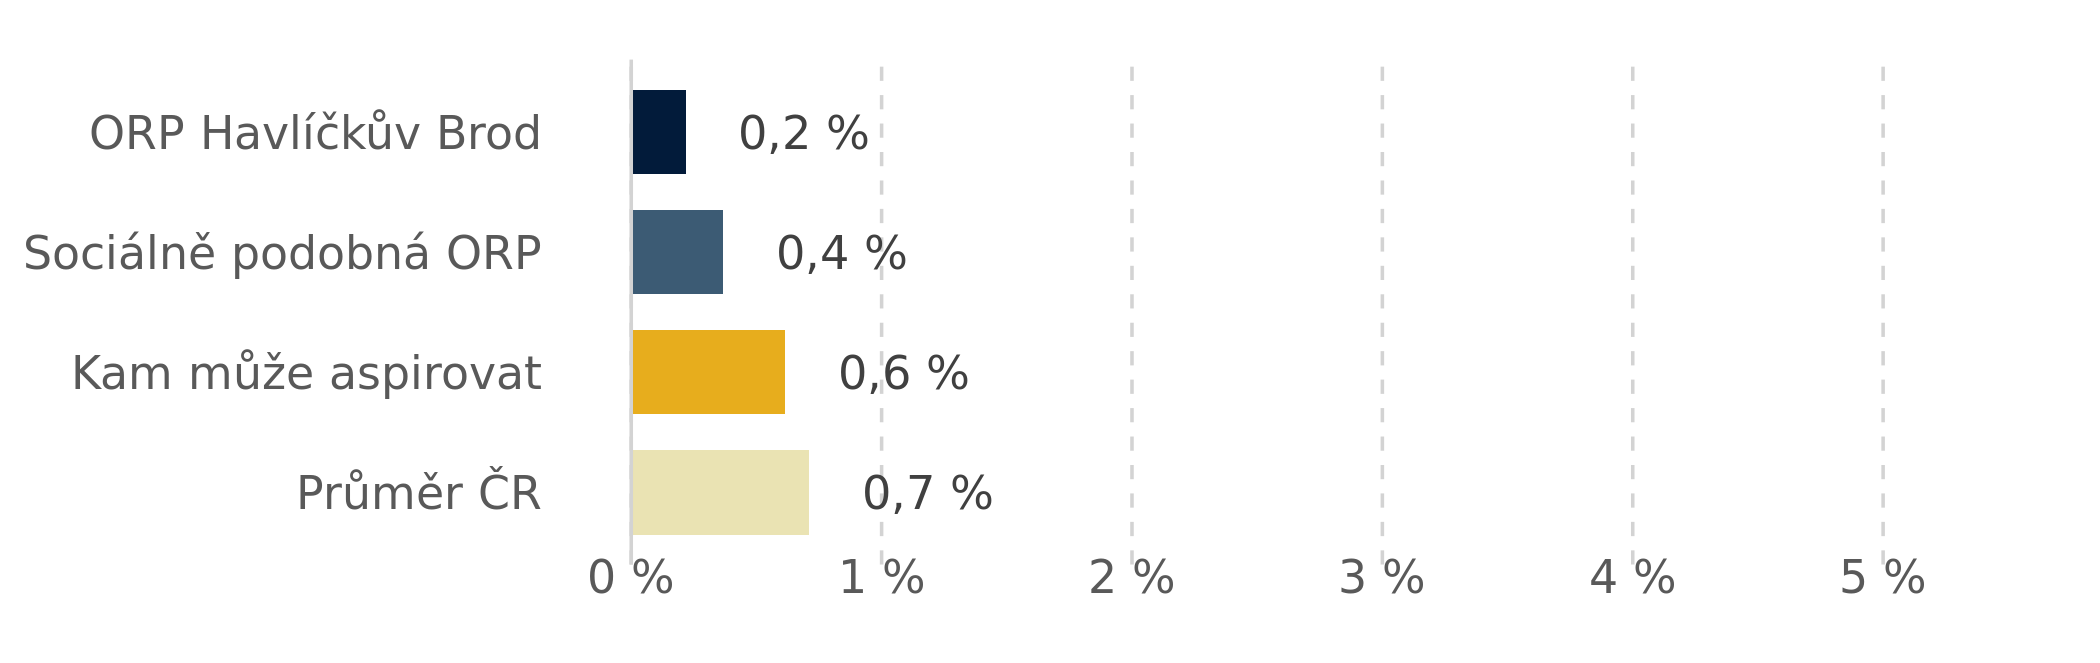 ORP Havlíčkův Brod 0,2 %
Sociálně podobná ORP 0,4 %
Kam může aspirovat 0,6 %
Průměr ČR 0,7 %
0 % 1 % 2 % 3 % 4 % 5 %